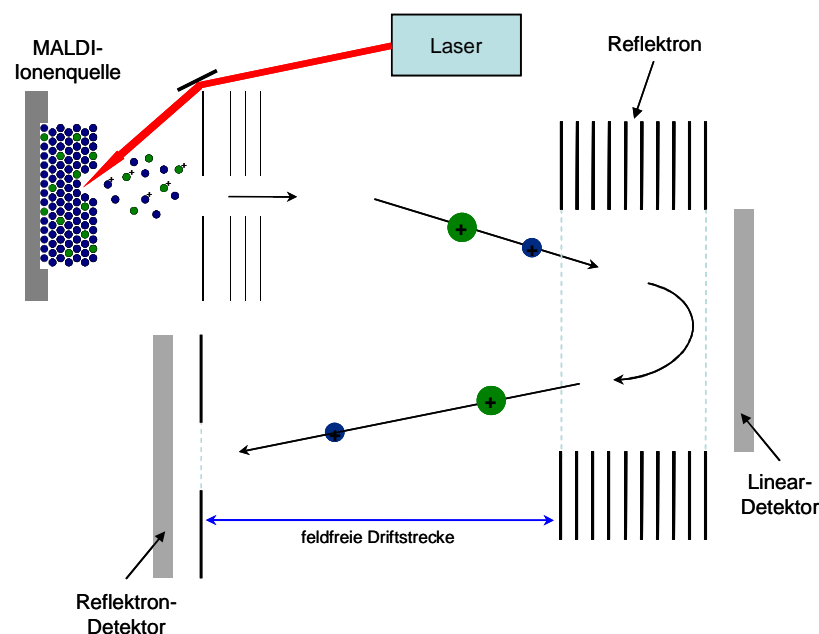 MALDI-
Ionenquelle
Laser
Reflektron
+
+
+
+
+
+
+
+
+
Linear-
Detektor
feldfreie Driftstrecke
Reflektron-
Detektor